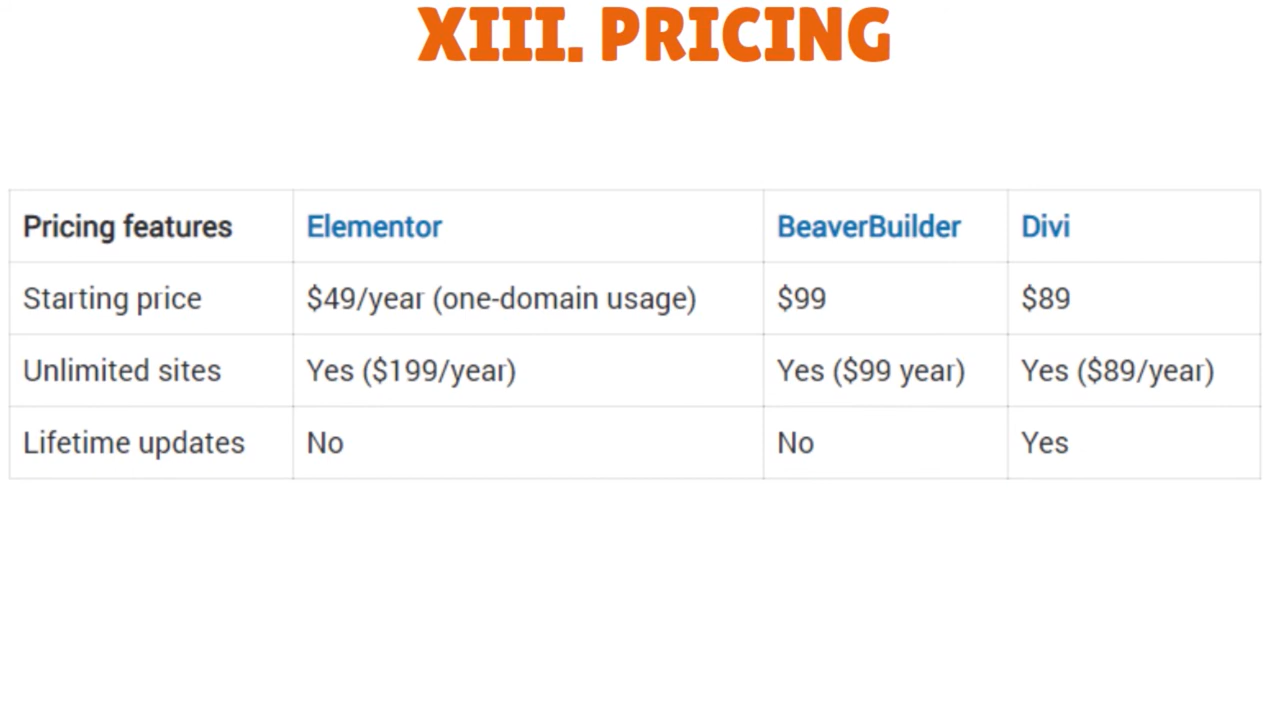 XIII. PRICING
Pricing features Elementor BeaverBuilder Divi
Starting price $49/year (one-domain usage) $99 $89
Unlimited sites Yes ($199/year) Yes ($99 year) Yes ($89/year)
Lifetime updates No No Yes